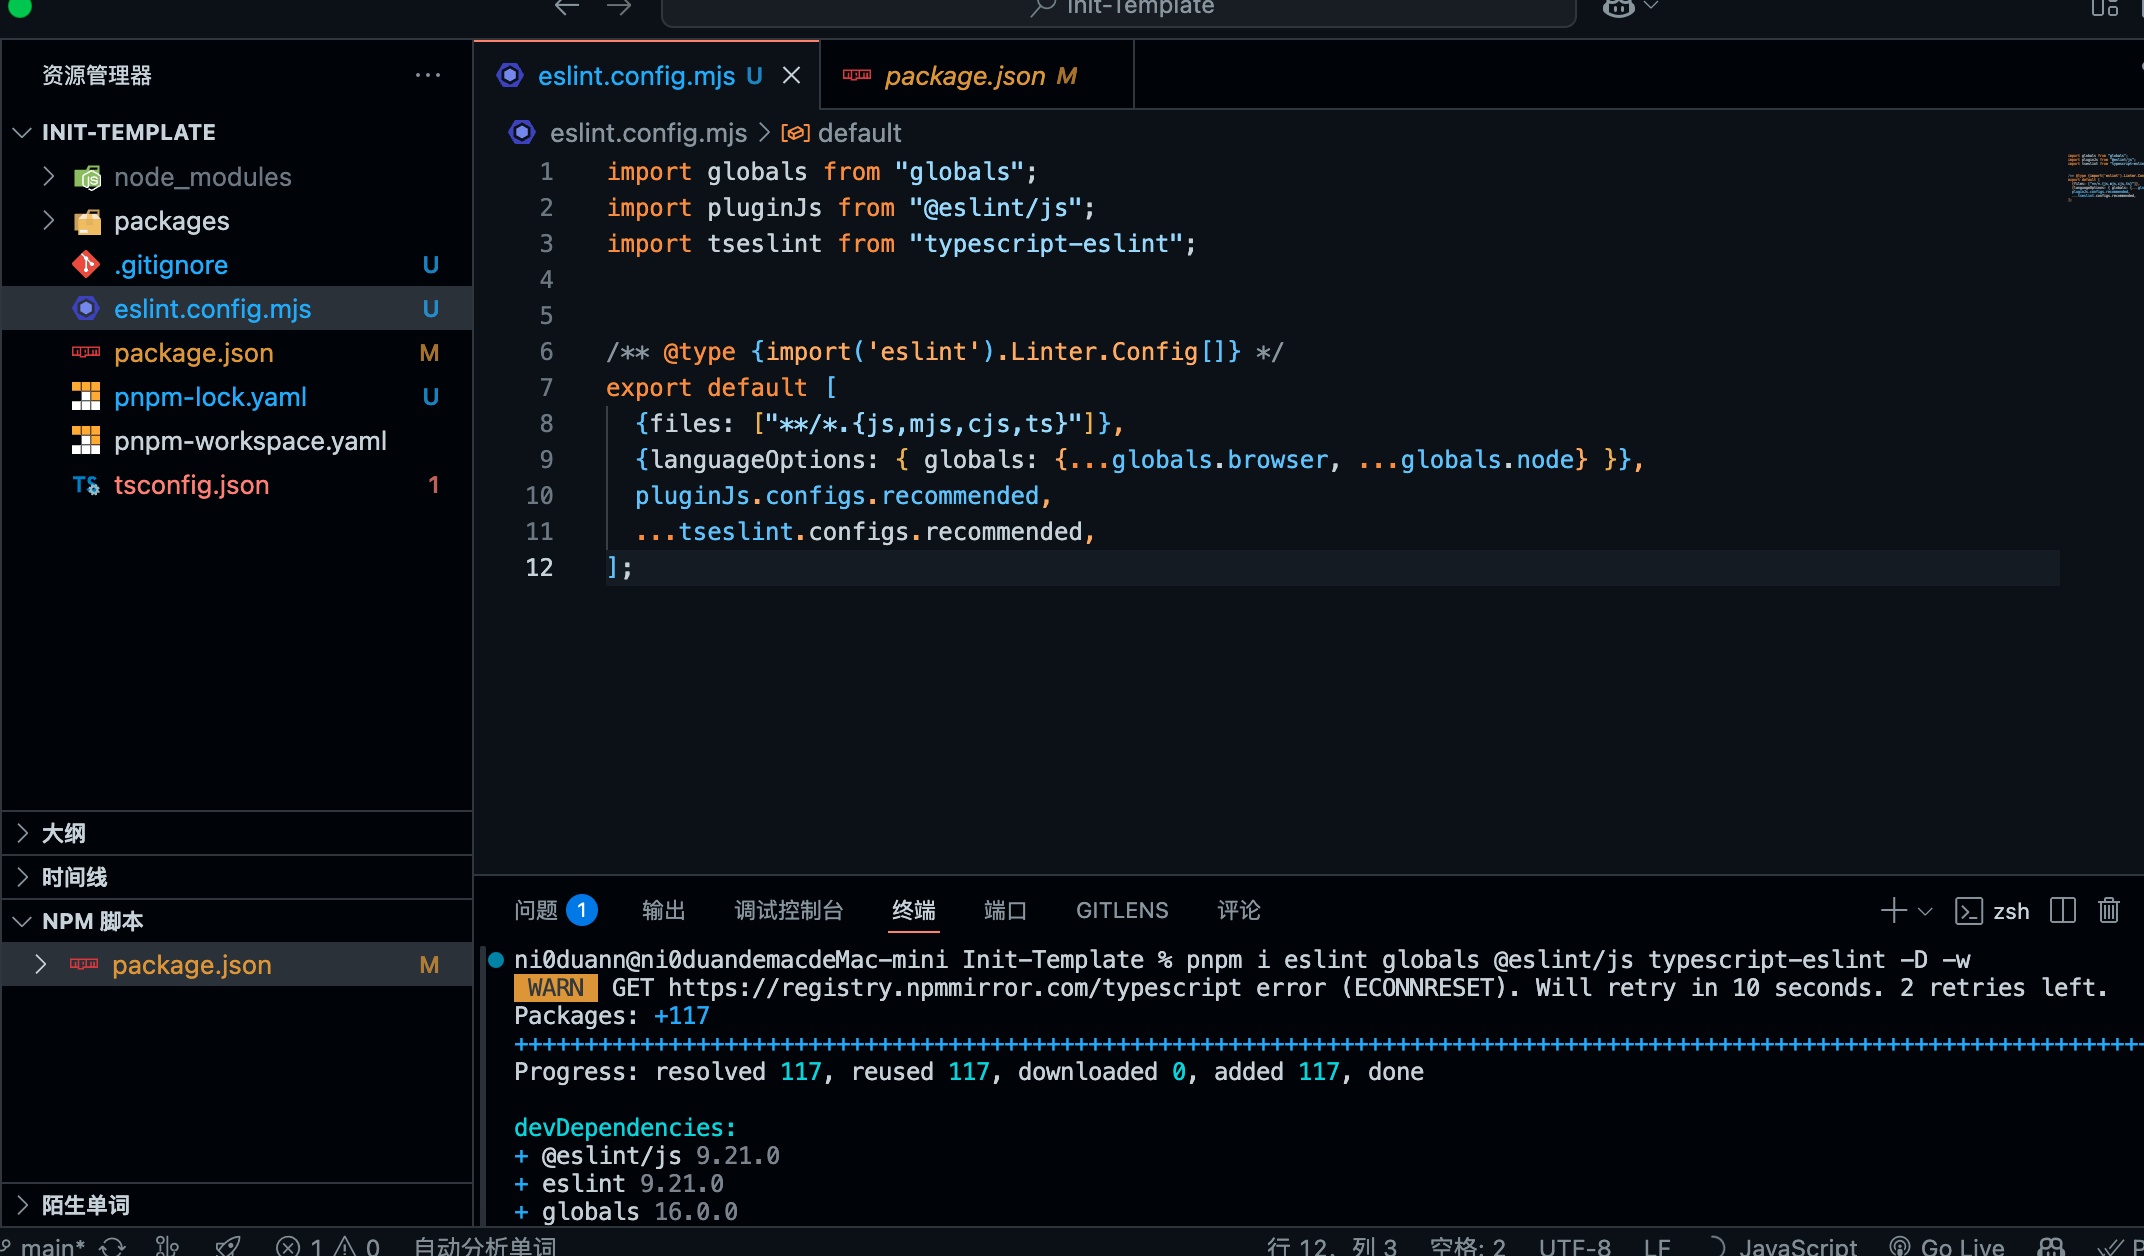 Init-Template
资源管理器
INIT-TEMPLATE
node_modules
packages
.gitignore U
eslint.config.mjs U
package.json M
pnpm-lock.yaml U
pnpm-workspace.yaml
tsconfig.json 1
大纲
时间线
NPM 脚本
package.json M
陌生单词
eslint.config.mjs U
package.json M
eslint.config.mjs > default
1 import globals from "globals";
2 import pluginJs from "@eslint/js";
3 import tseslint from "typescript-eslint";
4
5
6 /** @type {import('eslint').Linter.Config[]} */
7 export default [
8 {files: ["**/*.{js,mjs,cjs,ts}"]},
9 {languageOptions: { globals: {...globals.browser, ...globals.node} }},
10 pluginJs.configs.recommended,
11 ...tseslint.configs.recommended,
12 ];
问题 1 输出 调试控制台 终端 端口 GITLENS 评论 zsh
ni0duann@ni0duandemacdeMac-mini Init-Template % pnpm i eslint globals @eslint/js typescript-eslint -D -w
WARN GET https://registry.npmmirror.com/typescript error (ECONNRESET). Will retry in 10 seconds. 2 retries left.
Packages: +117
++++++++++++++++++++++++++++++++++++++++++++++++++++++++++++++++++++++++++++++++++++++++++++++++++++++++++++++++++++
Progress: resolved 117, reused 117, downloaded 0, added 117, done
devDependencies:
+ @eslint/js 9.21.0
+ eslint 9.21.0
+ globals 16.0.0
main* 1 0 自动分析单词 行 12, 列 3 空格: 2 UTF-8 LF JavaScript Go Live